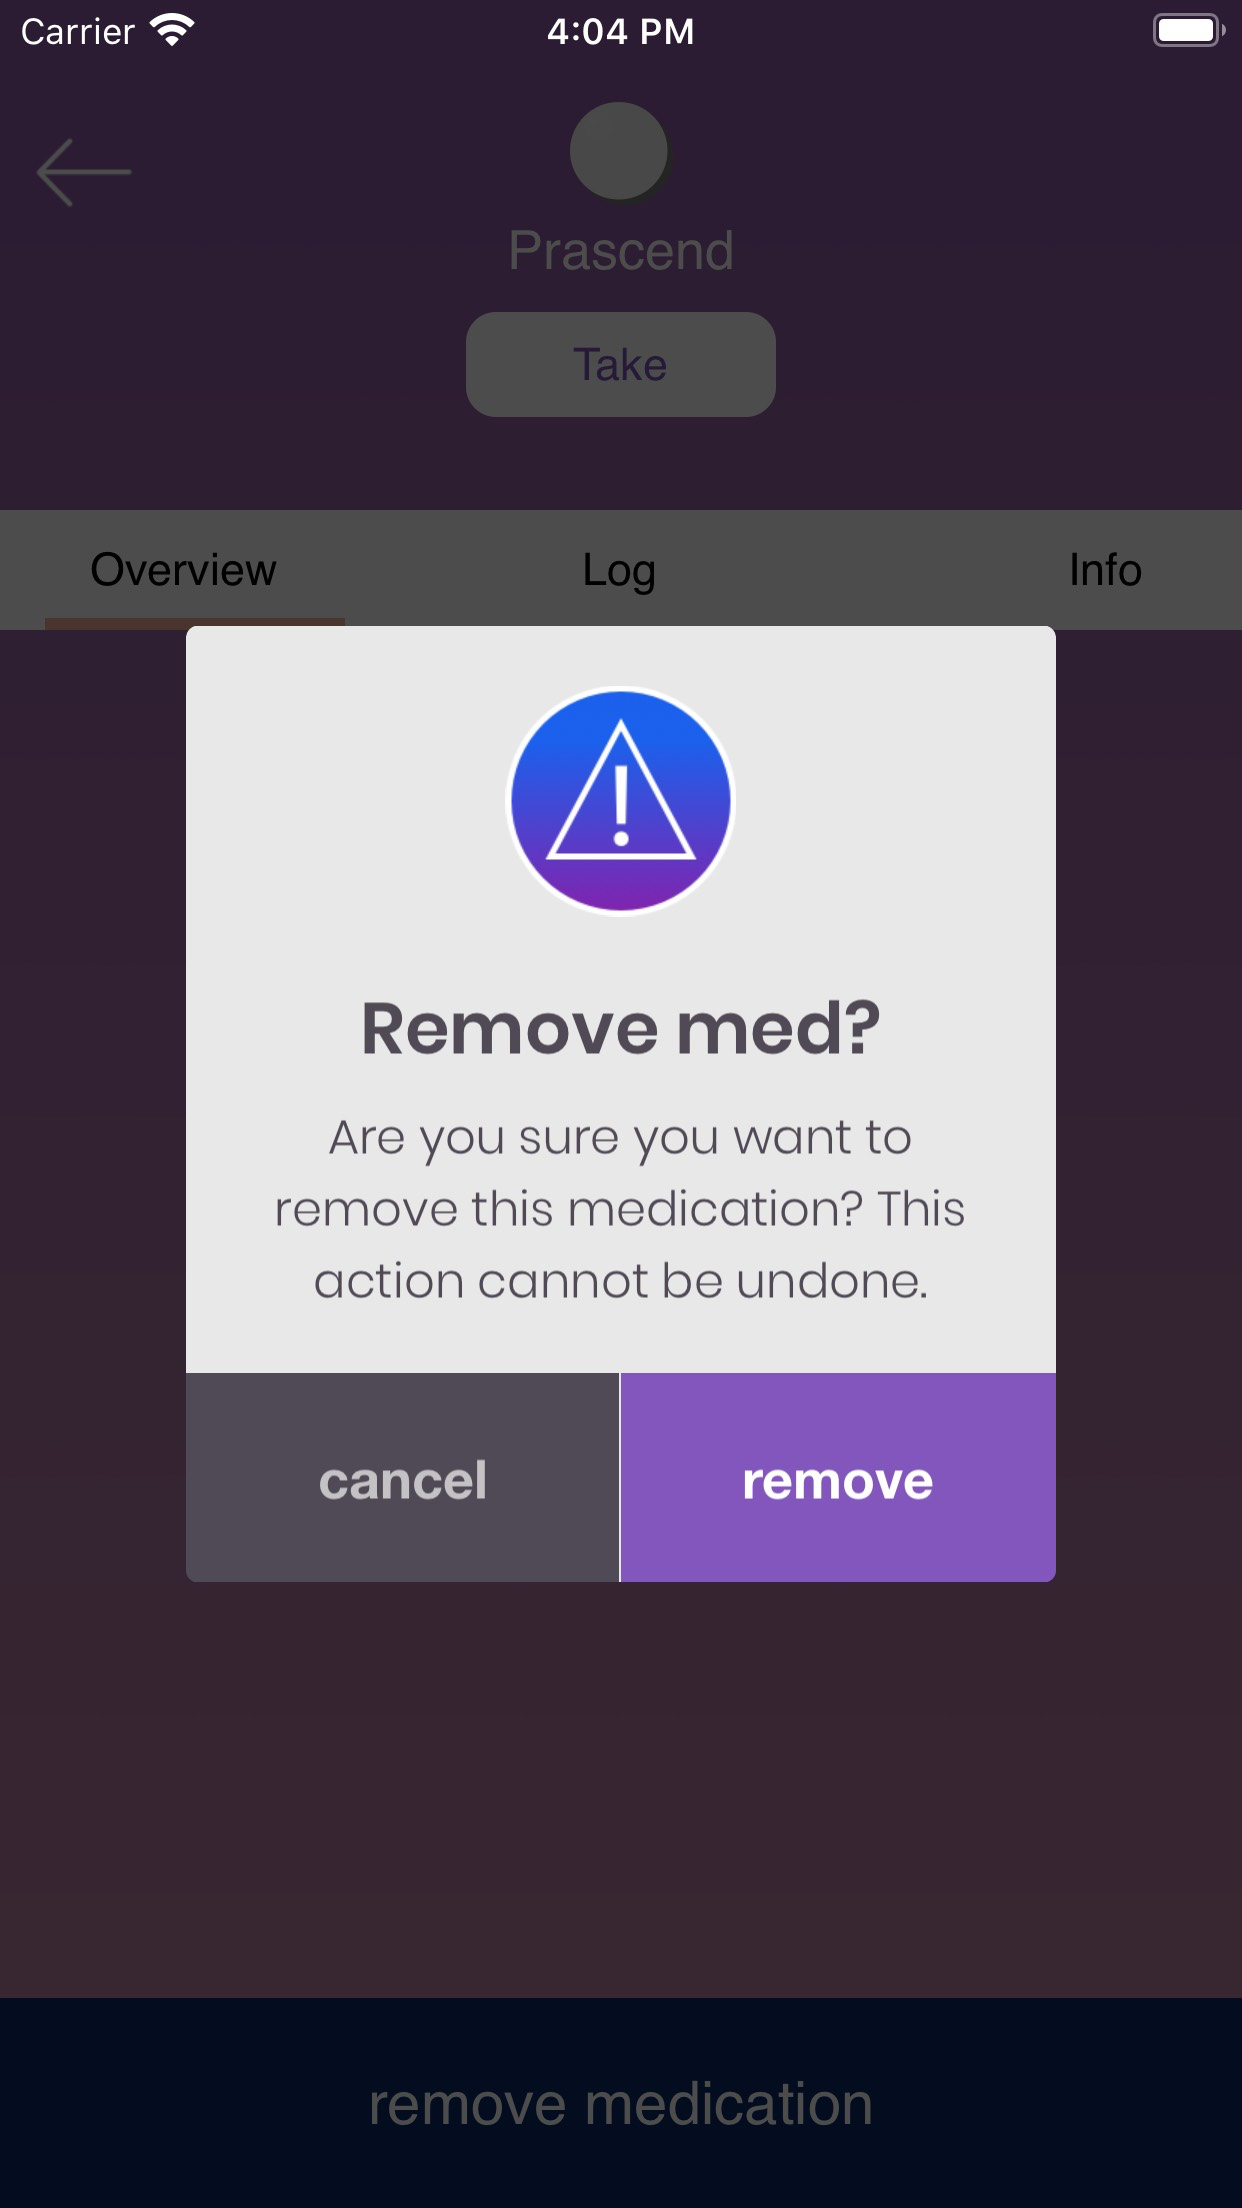 Carrier 4:04 PM
Prascend
Take
Overview Log Info
Remove med?
Are you sure you want to
remove this medication? This
action cannot be undone.
cancel remove
remove medication